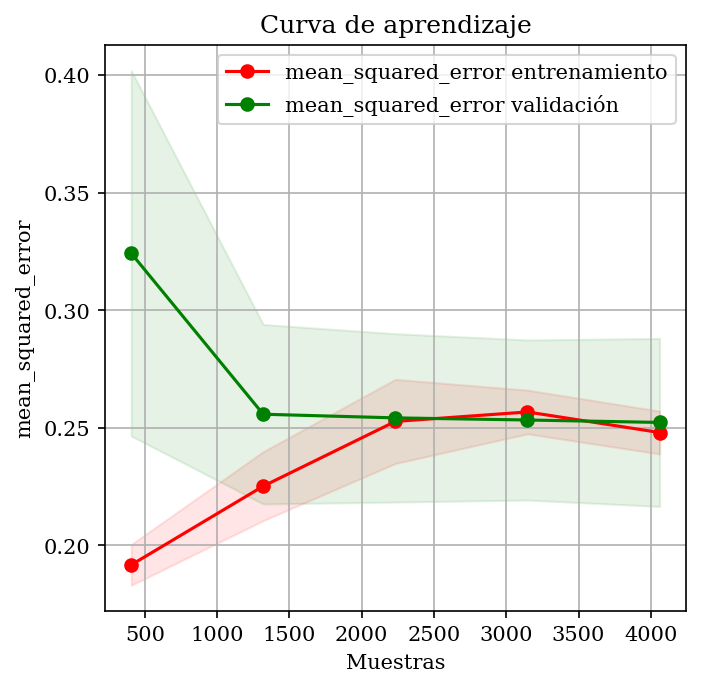 Curva de aprendizaje
mean_squared_error entrenamiento
mean_squared_error validación
0.40
0.35
0.30
0.25
0.20
mean_squared_error
500
1000
1500
2000
2500
3000
3500
4000
Muestras